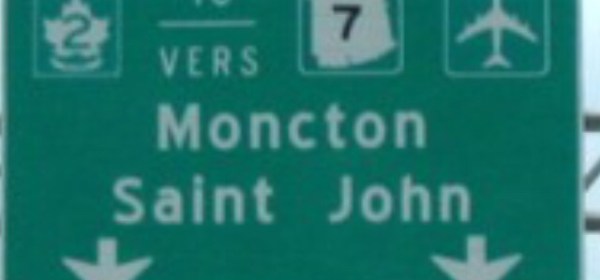 2 VERS 7
Moncton
Saint John